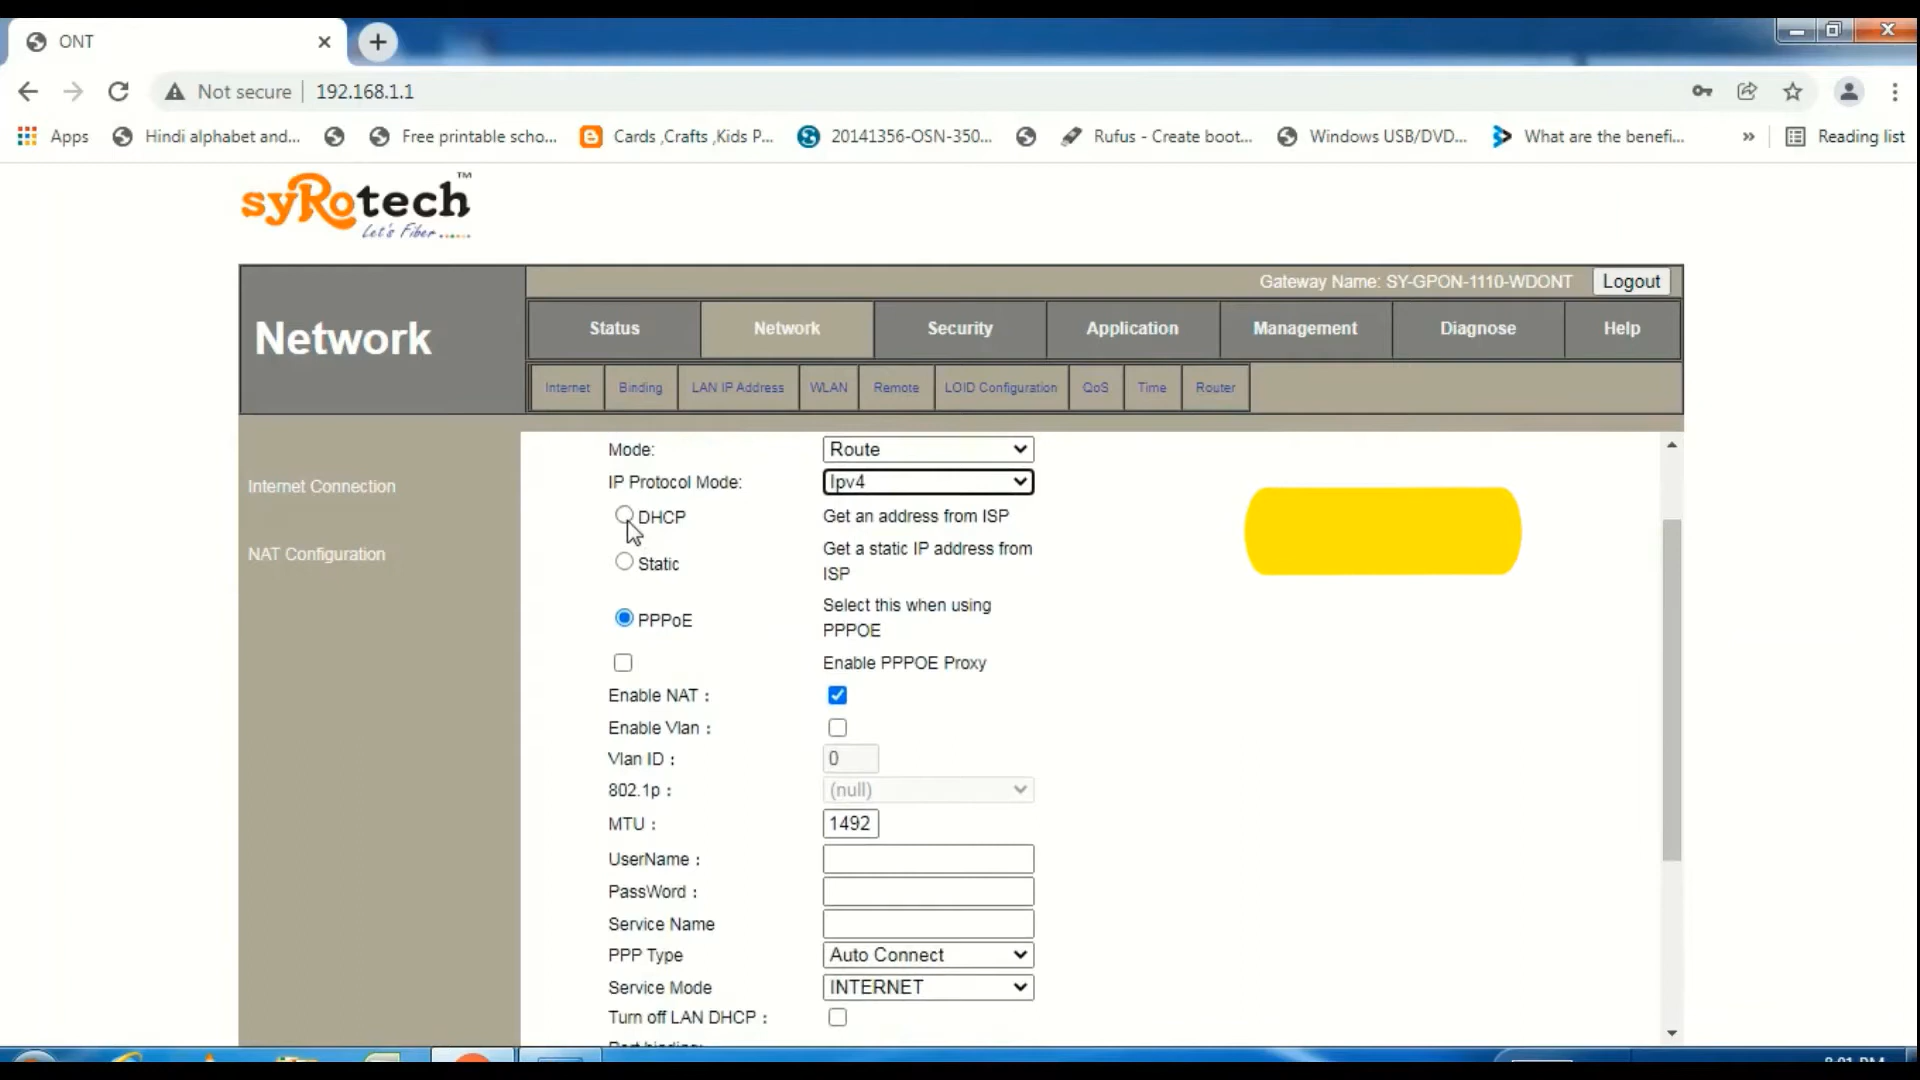 ONT
Not secure 192.168.1.1
Apps Hindi alphabet and... Free printable scho... Cards ,Crafts ,Kids P... 20141356-OSN-350... Rufus - Create boot... Windows USB/DVD... What are the benefi... » Reading list
syRotech™
Let's Fiber......
Gateway Name: SY-GPON-1110-WDONT Logout
Network
Status Network Security Application Management Diagnose Help
Internet Binding LAN IP Address WLAN Remote LOID Configuration QoS Time Router
Internet Connection
NAT Configuration
Mode: Route
IP Protocol Mode: Ipv4
DHCP Get an address from ISP
Static Get a static IP address from
ISP
PPPoE Select this when using
PPPOE
Enable PPPOE Proxy
Enable NAT :
Enable Vlan :
Vlan ID : 0
802.1p : (null)
MTU : 1492
UserName :
PassWord :
Service Name
PPP Type Auto Connect
Service Mode INTERNET
Turn off LAN DHCP :